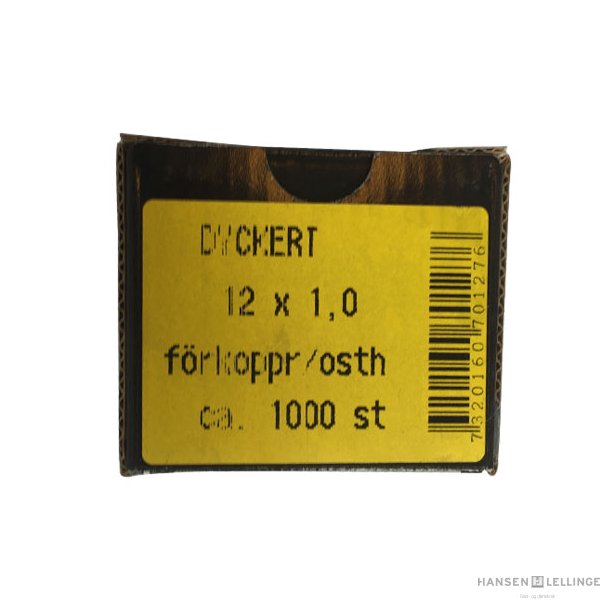 DYCKERT
12 x 1,0
förkoppr/osth
ca. 1000 st
7320160701276
HANSEN LELLINGE